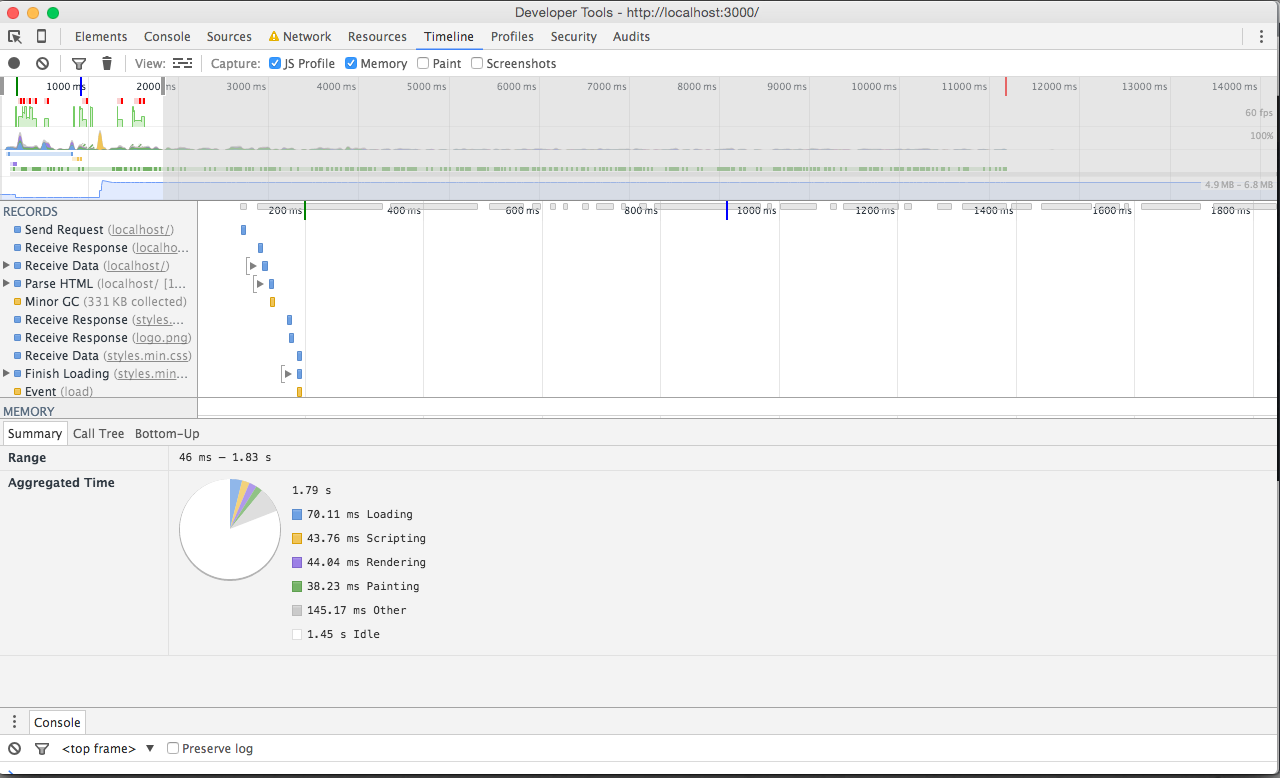 Developer Tools - http://localhost:3000/
Elements Console Sources Network Resources Timeline Profiles Security Audits
View: Capture: JS Profile Memory Paint Screenshots
1000 ms 2000 ms 3000 ms 4000 ms 5000 ms 6000 ms 7000 ms 8000 ms 9000 ms 10000 ms 11000 ms 12000 ms 13000 ms 14000 ms
60 fps
100%
4.9 MB – 6.8 MB
RECORDS 200 ms 400 ms 600 ms 800 ms 1000 ms 1200 ms 1400 ms 1600 ms 1800 ms
Send Request (localhost/)
Receive Response (localho...
Receive Data (localhost/)
Parse HTML (localhost/ [1...
Minor GC (331 KB collected)
Receive Response (styles....
Receive Response (logo.png)
Receive Data (styles.min.css)
Finish Loading (styles.min...
Event (load)
MEMORY
Summary Call Tree Bottom-Up
Range 46 ms – 1.83 s
Aggregated Time
1.79 s
70.11 ms Loading
43.76 ms Scripting
44.04 ms Rendering
38.23 ms Painting
145.17 ms Other
1.45 s Idle
Console
<top frame> ▼ Preserve log